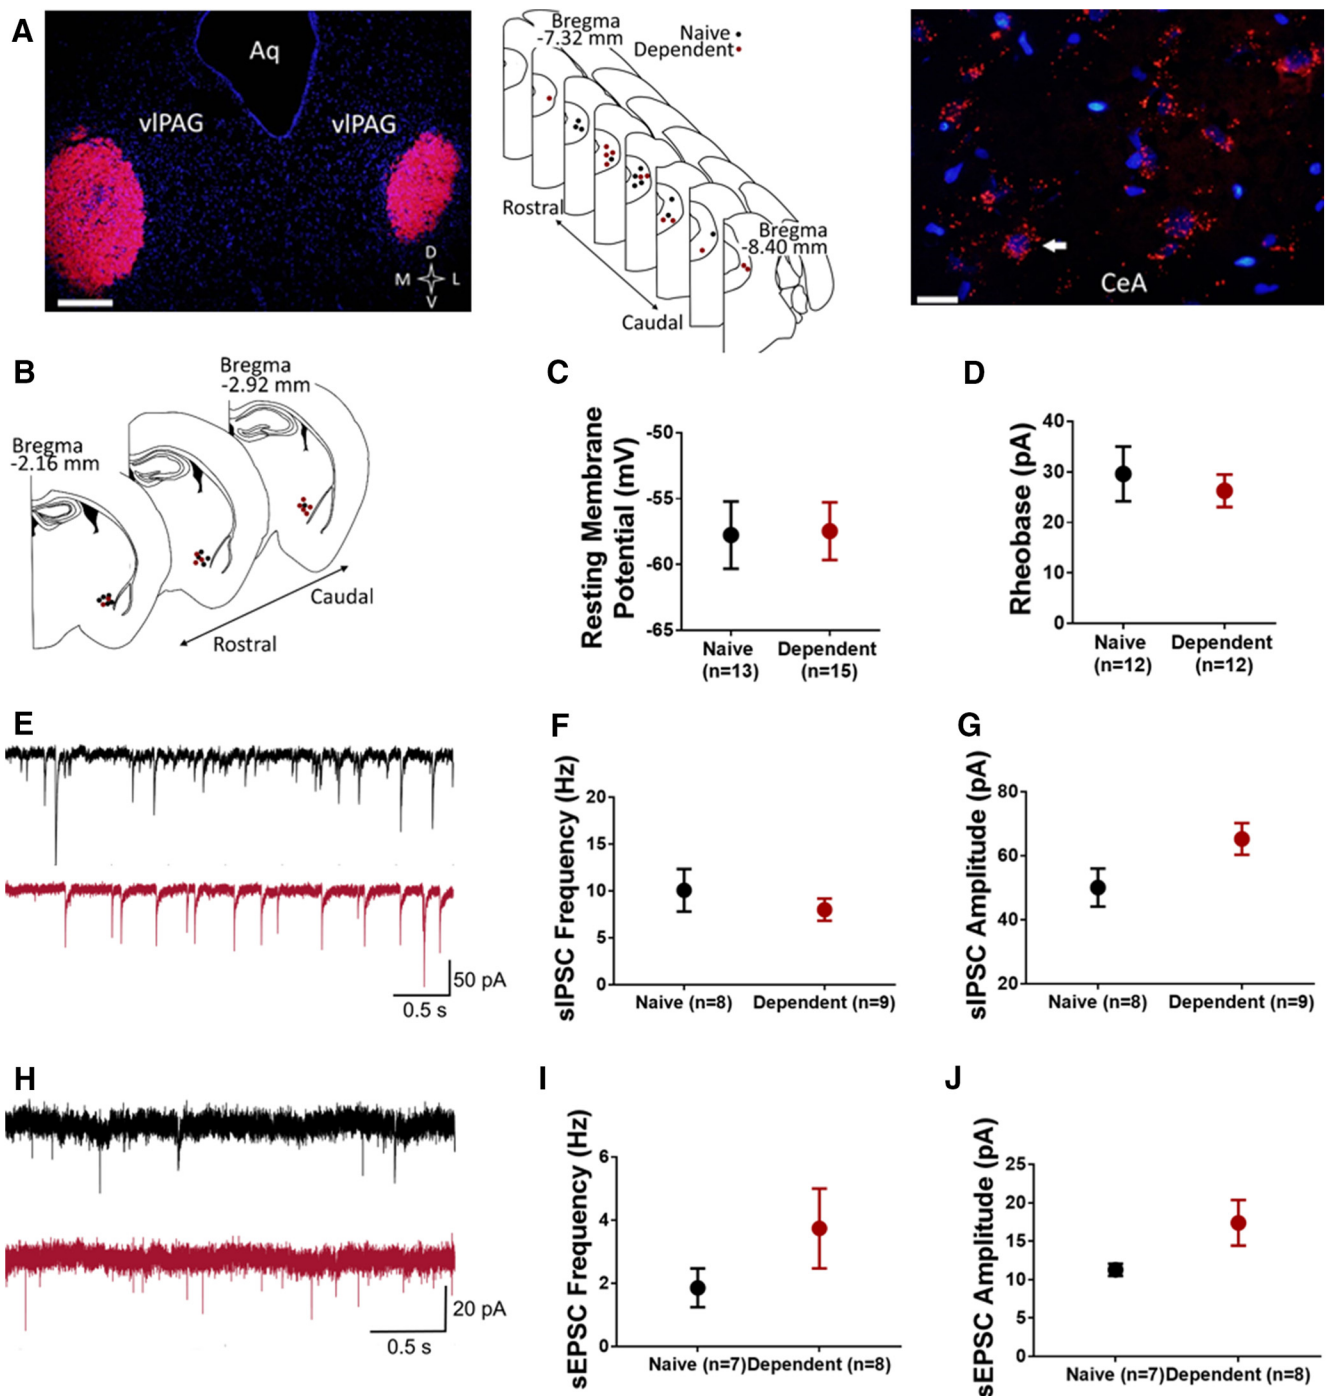 A
Aq
vlPAG
vlPAG
D
M
L
V
Bregma
-7.32 mm
Naive
Dependent
Rostral
Caudal
Bregma
-8.40 mm
CeA
B
Bregma
-2.92 mm
Bregma
-2.16 mm
Caudal
Rostral
C
Resting Membrane
Potential (mV)
-50
-55
-60
-65
Naive
(n=13)
Dependent
(n=15)
D
Rheobase (pA)
40
30
20
10
0
Naive
(n=12)
Dependent
(n=12)
E
50 pA
0.5 s
F
sIPSC Frequency (Hz)
20
15
10
5
0
Naive (n=8)
Dependent (n=9)
G
sIPSC Amplitude (pA)
80
60
40
20
Naive (n=8)
Dependent (n=9)
H
20 pA
0.5 s
I
sEPSC Frequency (Hz)
6
4
2
0
Naive (n=7)
Dependent (n=8)
J
sEPSC Amplitude (pA)
25
20
15
10
5
0
Naive (n=7)
Dependent (n=8)